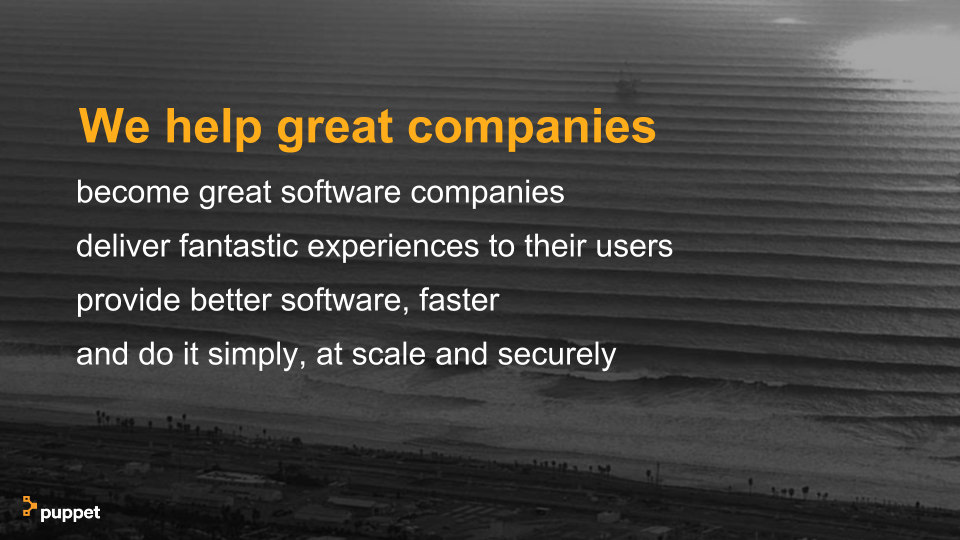 We help great companies
become great software companies
deliver fantastic experiences to their users
provide better software, faster
and do it simply, at scale and securely
puppet